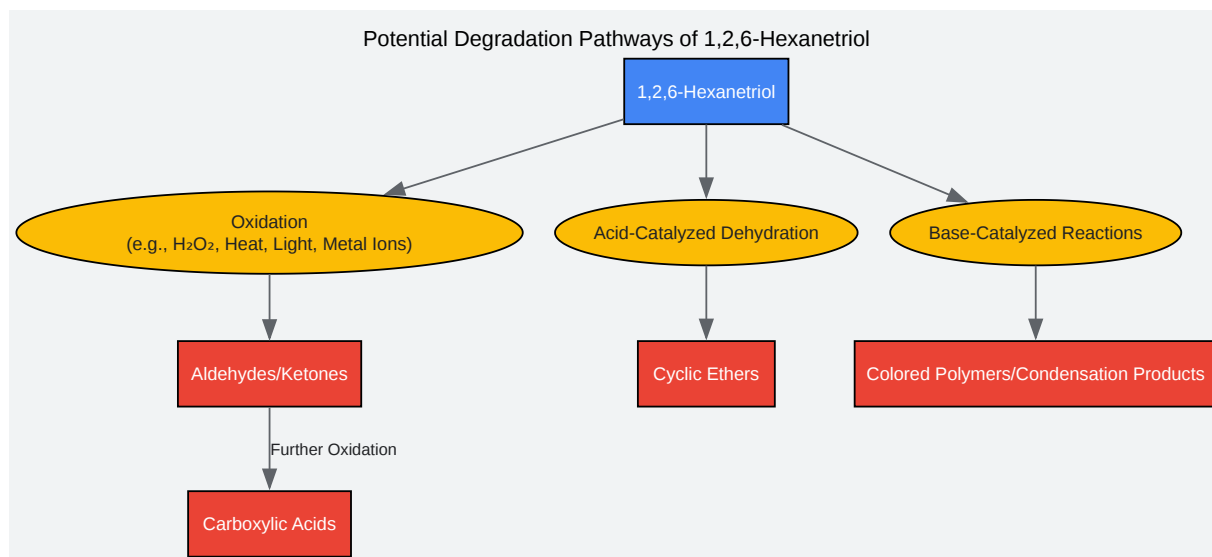 Potential Degradation Pathways of 1,2,6-Hexanetriol
1,2,6-Hexanetriol
Oxidation
(e.g., H₂O₂, Heat, Light, Metal Ions)
Acid-Catalyzed Dehydration
Base-Catalyzed Reactions
Aldehydes/Ketones
Cyclic Ethers
Colored Polymers/Condensation Products
Further Oxidation
Carboxylic Acids